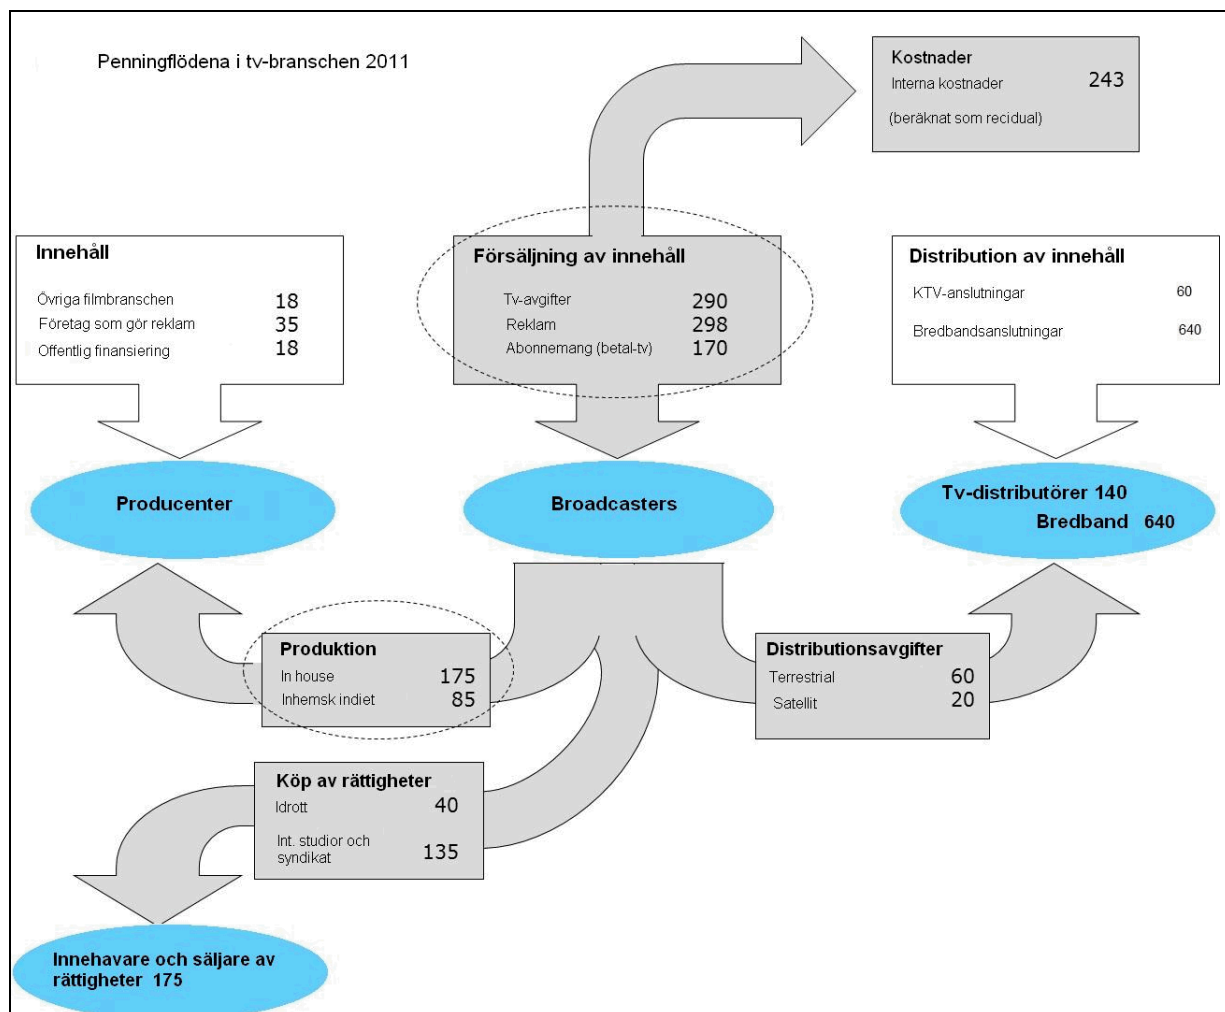 Penningflödena i tv-branschen 2011
Kostnader
Interna kostnader 243
(beräknat som recidual)
Innehåll
Övriga filmbranschen 18
Företag som gör reklam 35
Offentlig finansiering 18
Försäljning av innehåll
Tv-avgifter 290
Reklam 298
Abonnemang (betal-tv) 170
Distribution av innehåll
KTV-anslutningar 60
Bredbandsanslutningar 640
Producenter
Broadcasters
Tv-distributörer 140
Bredband 640
Produktion
In house 175
Inhemsk indiet 85
Distributionsavgifter
Terrestrial 60
Satellit 20
Köp av rättigheter
Idrott 40
Int. studior och
syndikat 135
Innehavare och säljare av
rättigheter 175